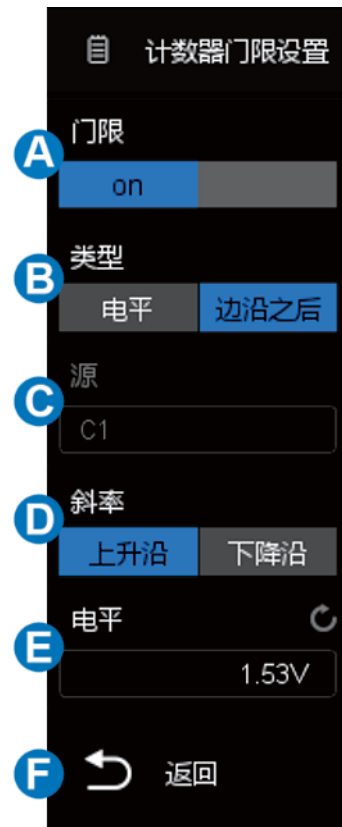 计数器门限设置
A
门限
on
B
类型
电平 边沿之后
C
源
C1
D
斜率
上升沿 下降沿
E
电平
1.53V
F
返回